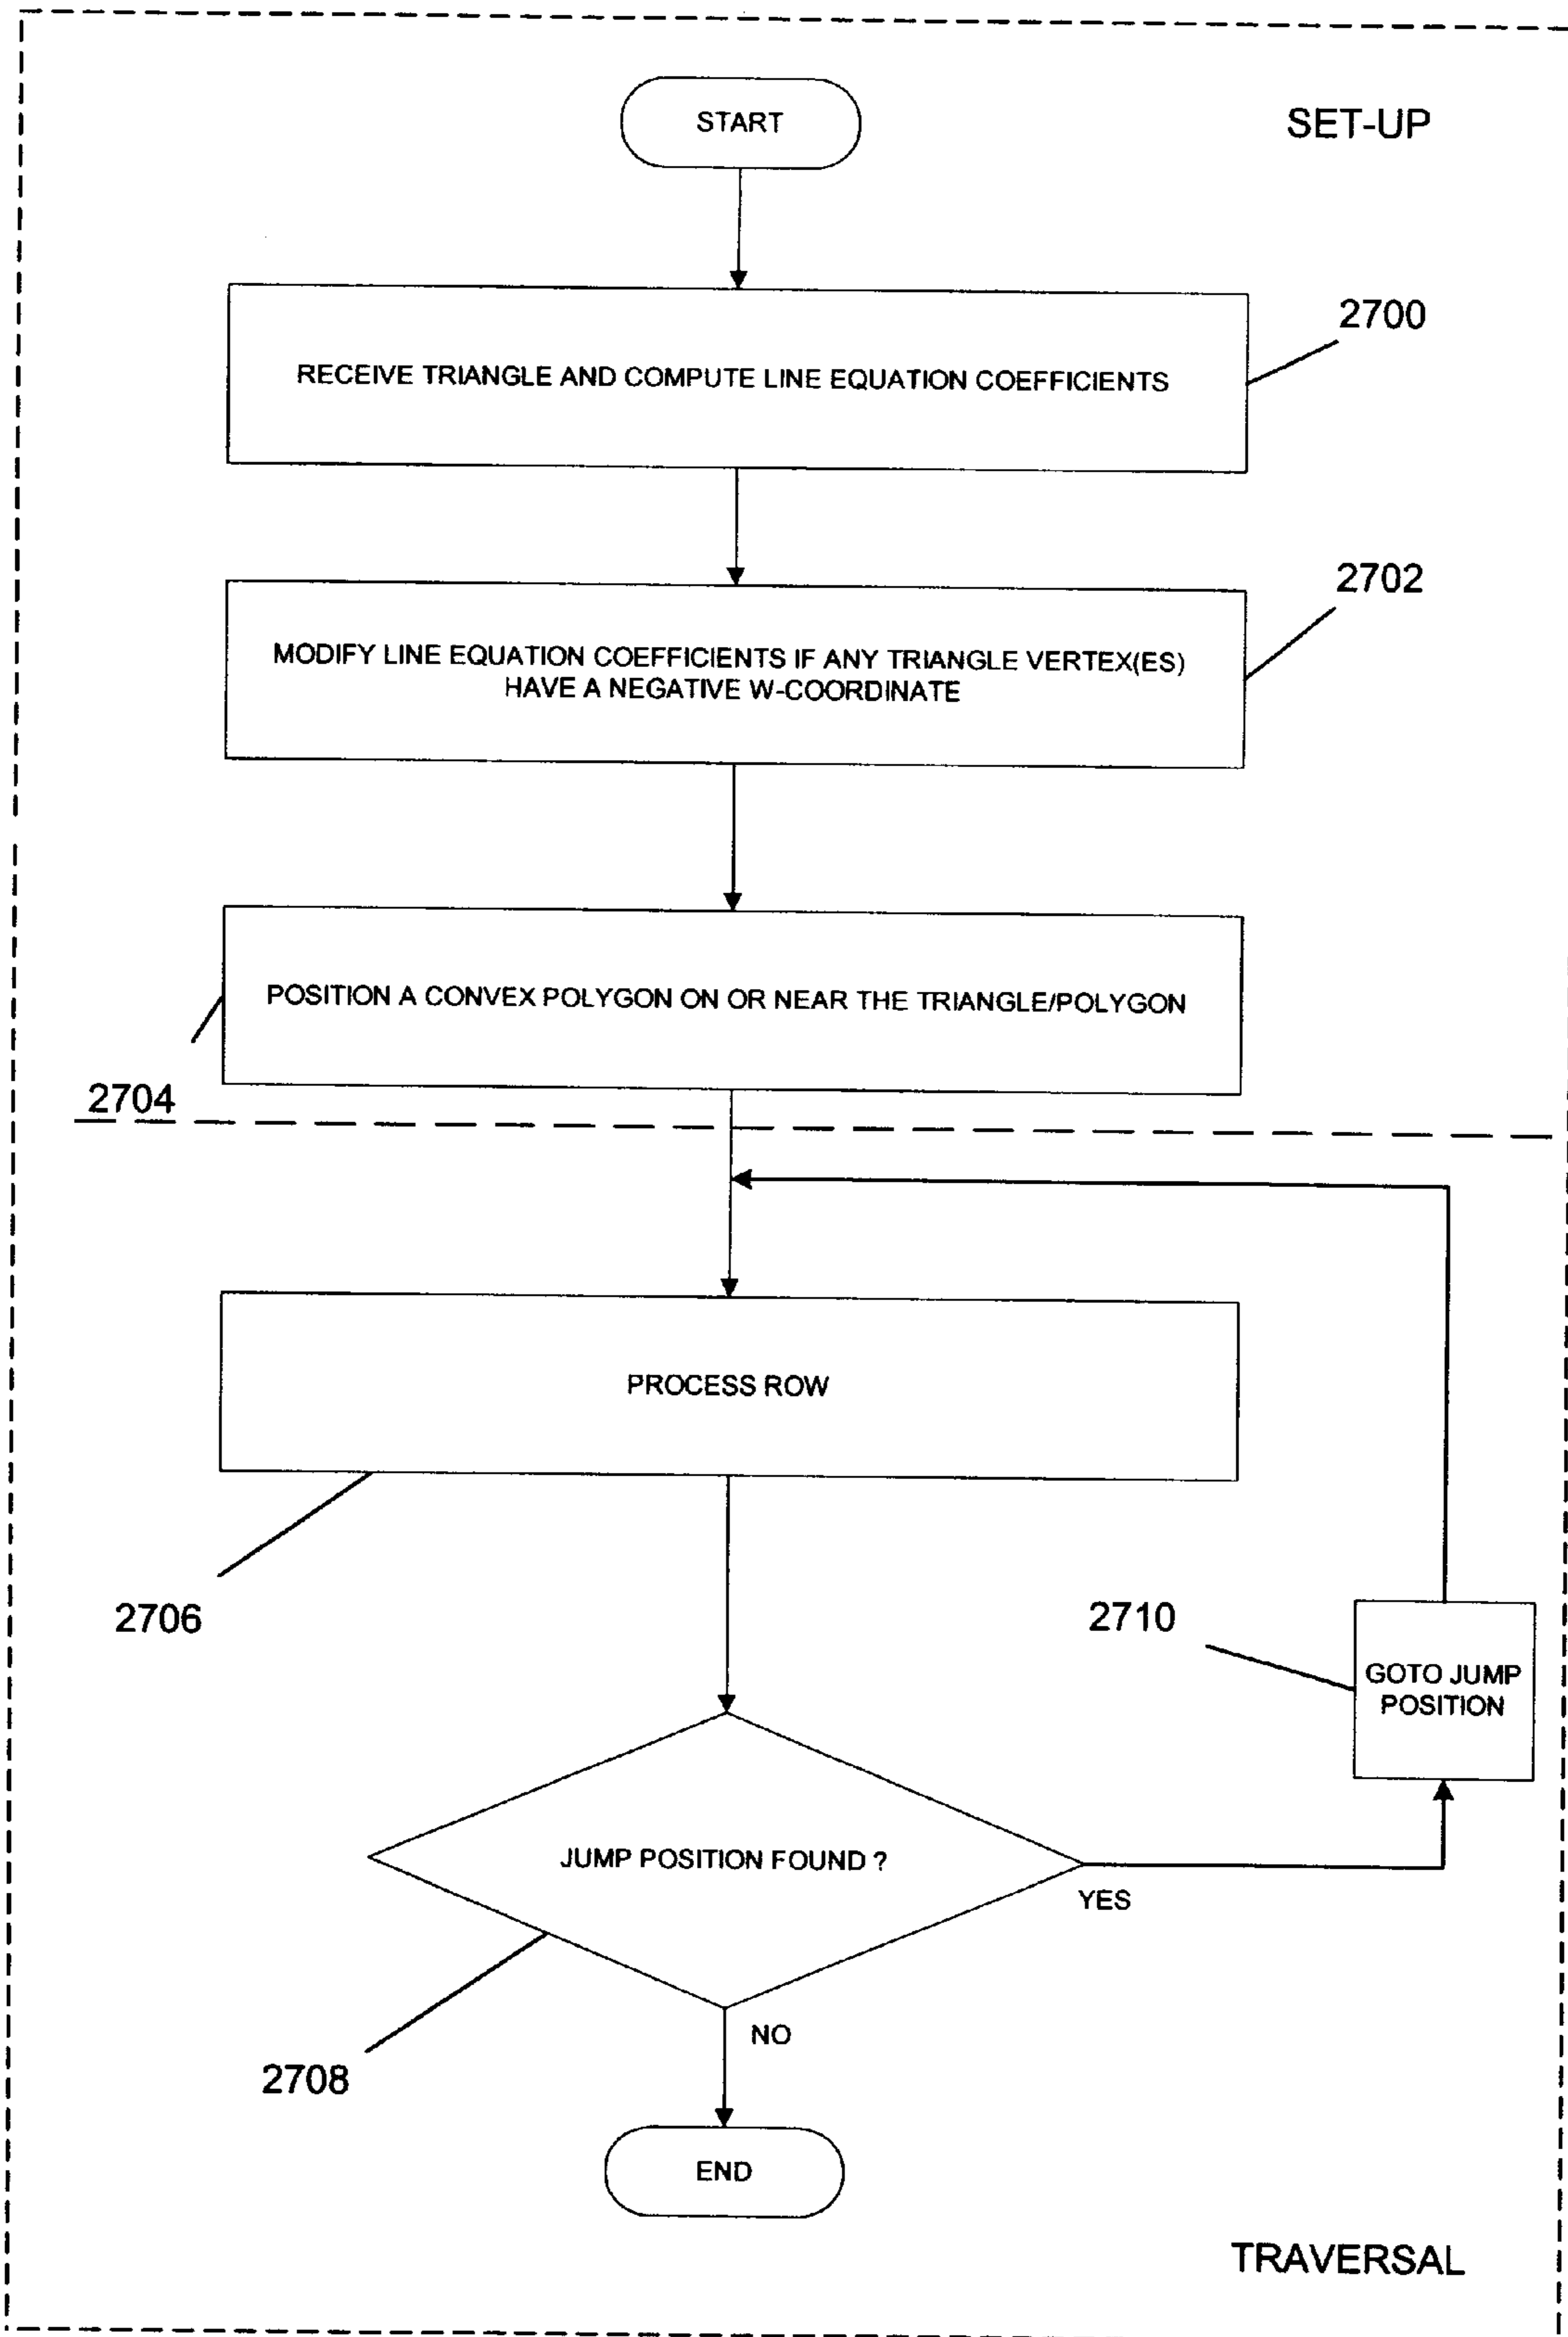 START
SET-UP
2700
RECEIVE TRIANGLE AND COMPUTE LINE EQUATION COEFFICIENTS
2702
MODIFY LINE EQUATION COEFFICIENTS IF ANY TRIANGLE VERTEX(ES)
HAVE A NEGATIVE W-COORDINATE
POSITION A CONVEX POLYGON ON OR NEAR THE TRIANGLE/POLYGON
2704
PROCESS ROW
2706
2710
GOTO JUMP
POSITION
JUMP POSITION FOUND ?
YES
NO
2708
END
TRAVERSAL